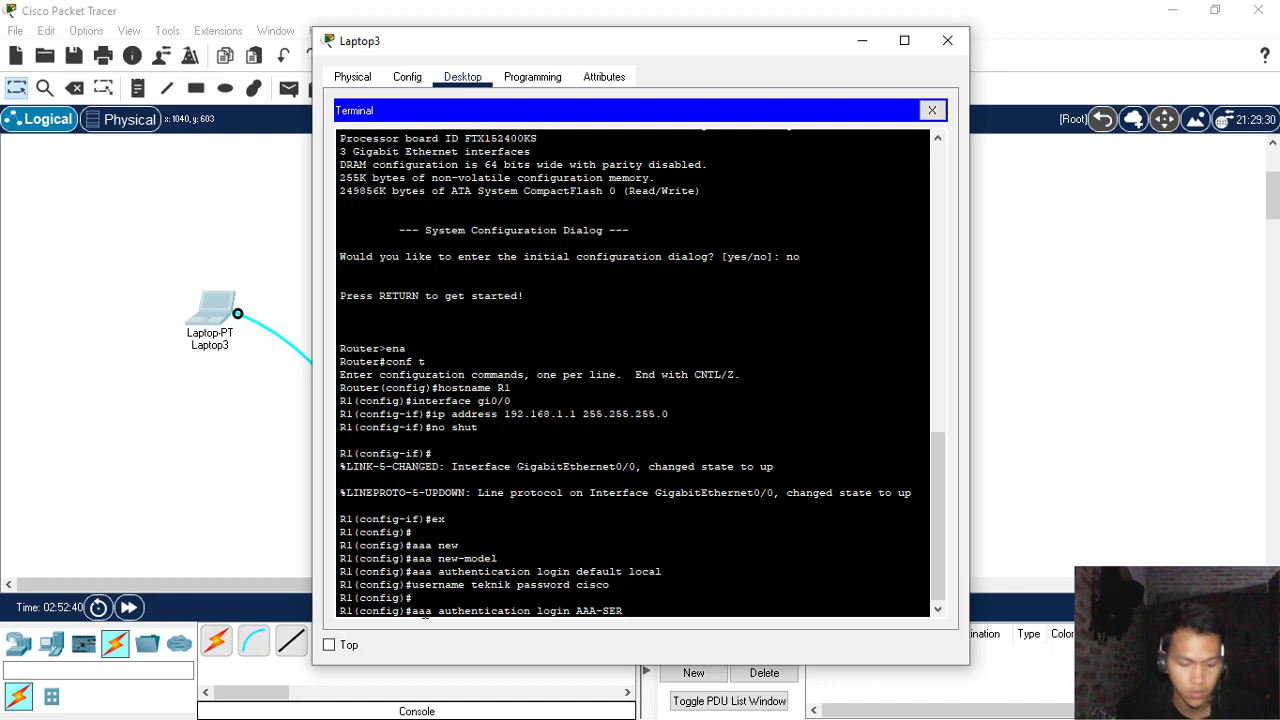 Cisco Packet Tracer
File Edit Options View Tools Extensions Window
Logical
Physical
x: 1040, y: 603
[Root]
21:29:30
Laptop-PT
Laptop3
Laptop3
Physical Config Desktop Programming Attributes
Terminal
X
Processor board ID FTX152400KS
3 Gigabit Ethernet interfaces
DRAM configuration is 64 bits wide with parity disabled.
255K bytes of non-volatile configuration memory.
249856K bytes of ATA System CompactFlash 0 (Read/Write)
--- System Configuration Dialog ---
Would you like to enter the initial configuration dialog? [yes/no]: no
Press RETURN to get started!
Router>ena
Router#conf t
Enter configuration commands, one per line.  End with CNTL/Z.
Router(config)#hostname R1
R1(config)#interface gi0/0
R1(config-if)#ip address 192.168.1.1 255.255.255.0
R1(config-if)#no shut
R1(config-if)#
%LINK-5-CHANGED: Interface GigabitEthernet0/0, changed state to up
%LINEPROTO-5-UPDOWN: Line protocol on Interface GigabitEthernet0/0, changed state to up
R1(config-if)#ex
R1(config)#
R1(config)#aaa new
R1(config)#aaa new-model
R1(config)#aaa authentication login default local
R1(config)#username teknik password cisco
R1(config)#
R1(config)#aaa authentication login AAA-SER
Top
Time: 02:52:40
Console
New
Delete
Toggle PDU List Window
ination Type Color